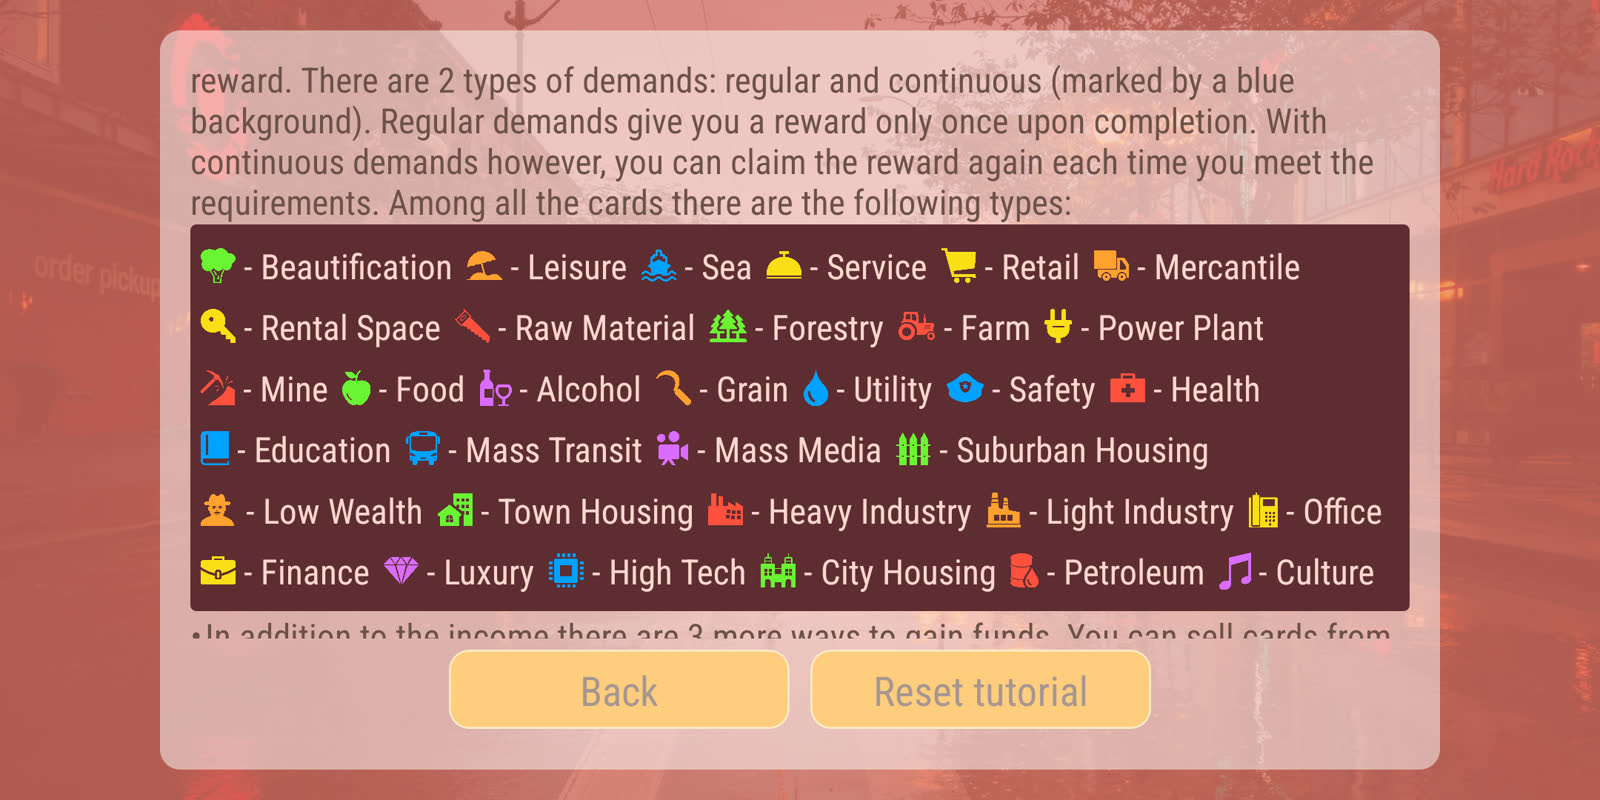 reward. There are 2 types of demands: regular and continuous (marked by a blue
background). Regular demands give you a reward only once upon completion. With
continuous demands however, you can claim the reward again each time you meet the
requirements. Among all the cards there are the following types:
- Beautification - Leisure - Sea - Service - Retail - Mercantile
- Rental Space - Raw Material - Forestry - Farm - Power Plant
- Mine - Food - Alcohol - Grain - Utility - Safety - Health
- Education - Mass Transit - Mass Media - Suburban Housing
- Low Wealth - Town Housing - Heavy Industry - Light Industry - Office
- Finance - Luxury - High Tech - City Housing - Petroleum - Culture
•In addition to the income there are 3 more ways to gain funds. You can sell cards from
Back
Reset tutorial
order pickup
Hard Rock